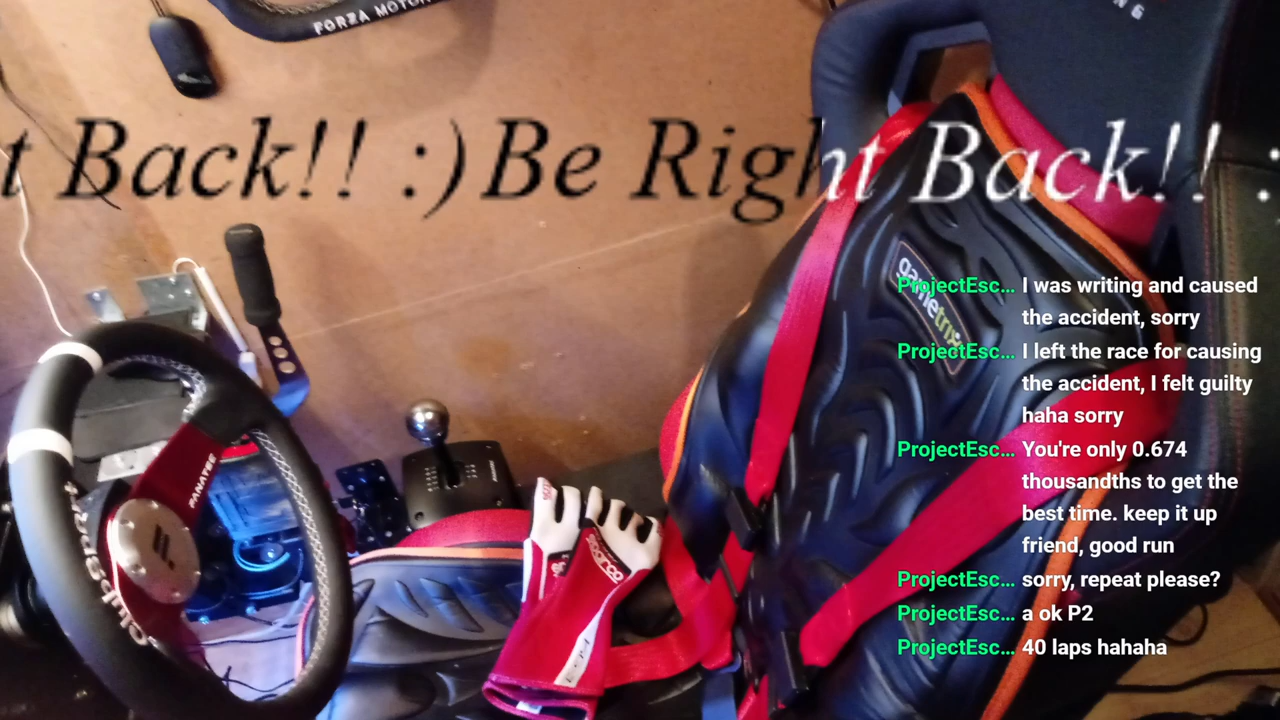 FORZA MOTOR
NG
t Back!! :) Be Right Back!! :
gametrix
ProjectEsc... I was writing and caused
the accident, sorry
ProjectEsc... I left the race for causing
the accident, I felt guilty
haha sorry
ProjectEsc... You're only 0.674
thousandths to get the
best time. keep it up
friend, good run
ProjectEsc... sorry, repeat please?
ProjectEsc... a ok P2
ProjectEsc... 40 laps hahaha
FANATEC
ClubSport
sparco